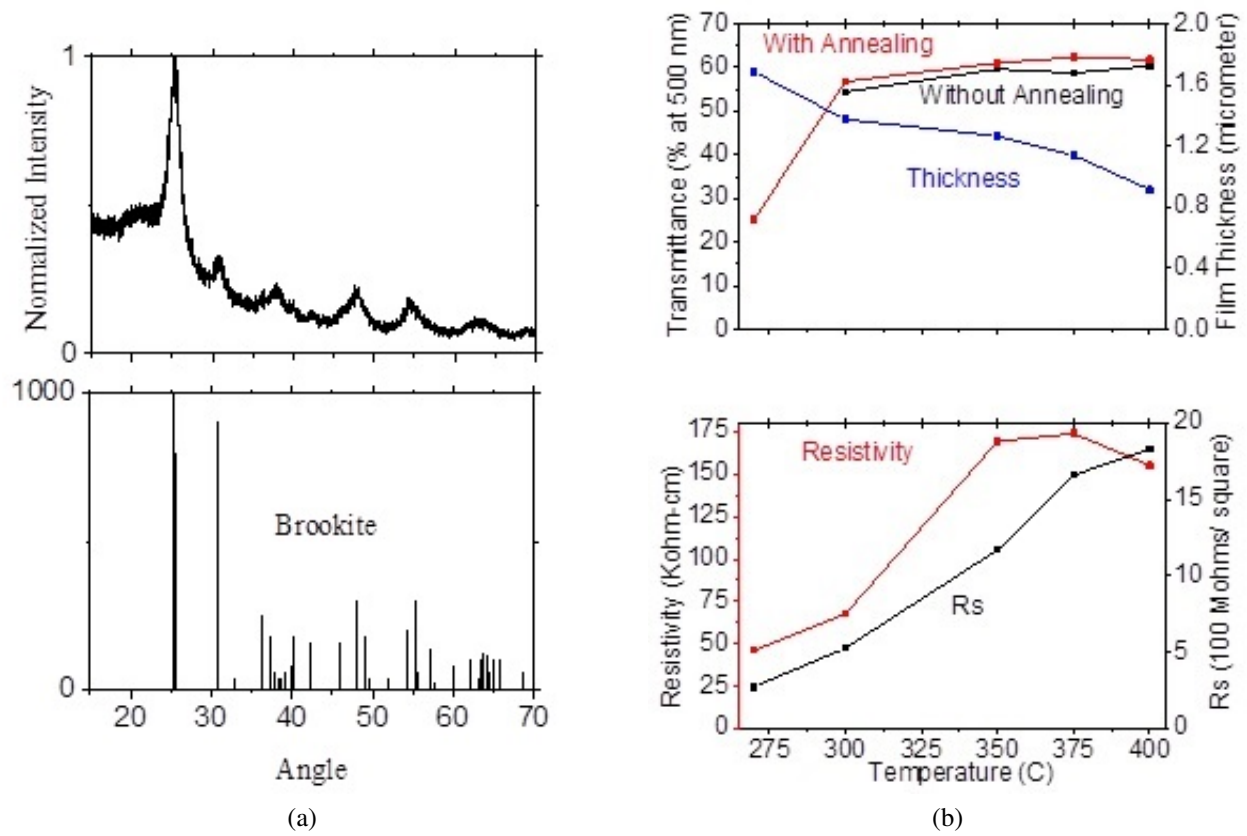 1
Normalized Intensity
0
1000
Brookite
0
20 30 40 50 60 70
Angle
(a)
70 2.0
With Annealing
60 1.6
Without Annealing
50
1.2
40
Thickness
30 0.8
20
0.4
10
0 0.0
Transmittance (% at 500 nm)
Film Thickness (micrometer)
175 20
Resistivity
150
15
125
100
10
75
Rs
50
5
25
0 0
Resistivity (Kohm-cm)
Rs (100 Mohms/ square)
275 300 325 350 375 400
Temperature (C)
(b)